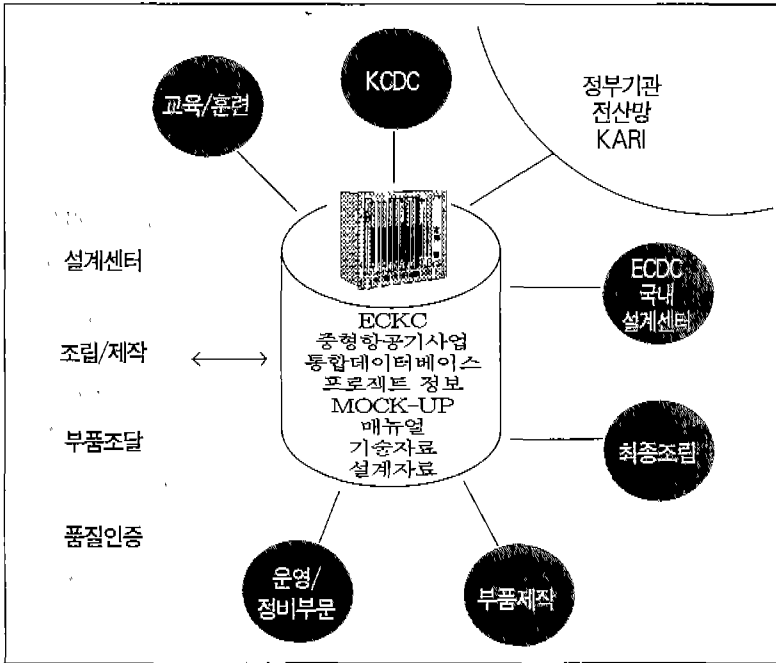 KCDC
교육/훈련
정부기관
전산망
KARI
설계센터
조립/제작
부품조달
품질인증
ECKC
중형항공기사업
통합데이터베이스
프로젝트 정보
MOCK-UP
매뉴얼
기술자료
설계자료
ECDC
국내
설계센터
최종조립
부품제작
운영/
정비부문